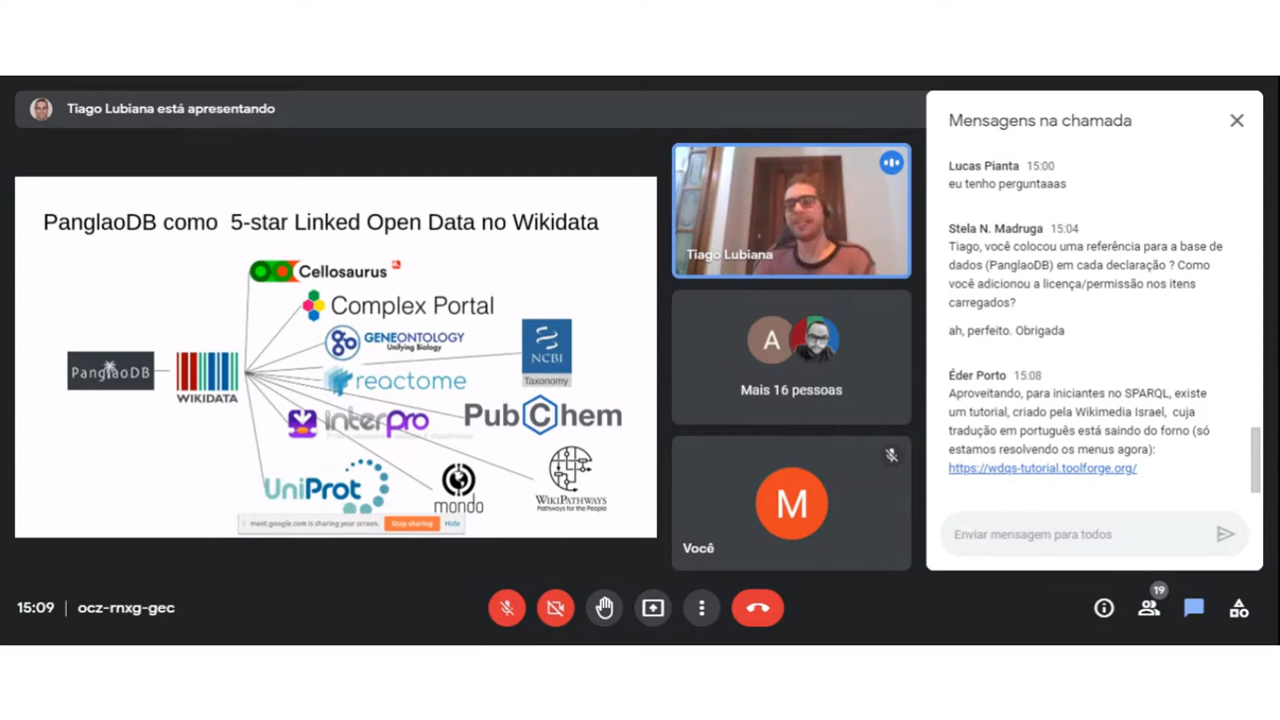 Tiago Lubiana está apresentando
PanglaoDB como 5-star Linked Open Data no Wikidata
Cellosaurus
Complex Portal
GENEONTOLOGY
Unifying Biology
NCBI
Taxonomy
PanglaoDB
WIKIDATA
reactome
InterPro
PubChem
UniProt
mondo
WIKIPATHWAYS
Pathways for the People
meet.google.com is sharing your screen.
Stop sharing
Hide
Tiago Lubiana
A
Mais 16 pessoas
M
Você
Mensagens na chamada
Lucas Pianta 15:00
eu tenho perguntaaas
Stela N. Madruga 15:04
Tiago, você colocou uma referência para a base de
dados (PanglaoDB) em cada declaração ? Como
você adicionou a licença/permissão nos itens
carregados?
ah, perfeito. Obrigada
Éder Porto 15:08
Aproveitando, para iniciantes no SPARQL, existe
um tutorial, criado pela Wikimedia Israel, cuja
tradução em português está saindo do forno (só
estamos resolvendo os menus agora):
https://wdqs-tutorial.toolforge.org/
Enviar mensagem para todos
15:09 | ocz-rnxg-gec
19